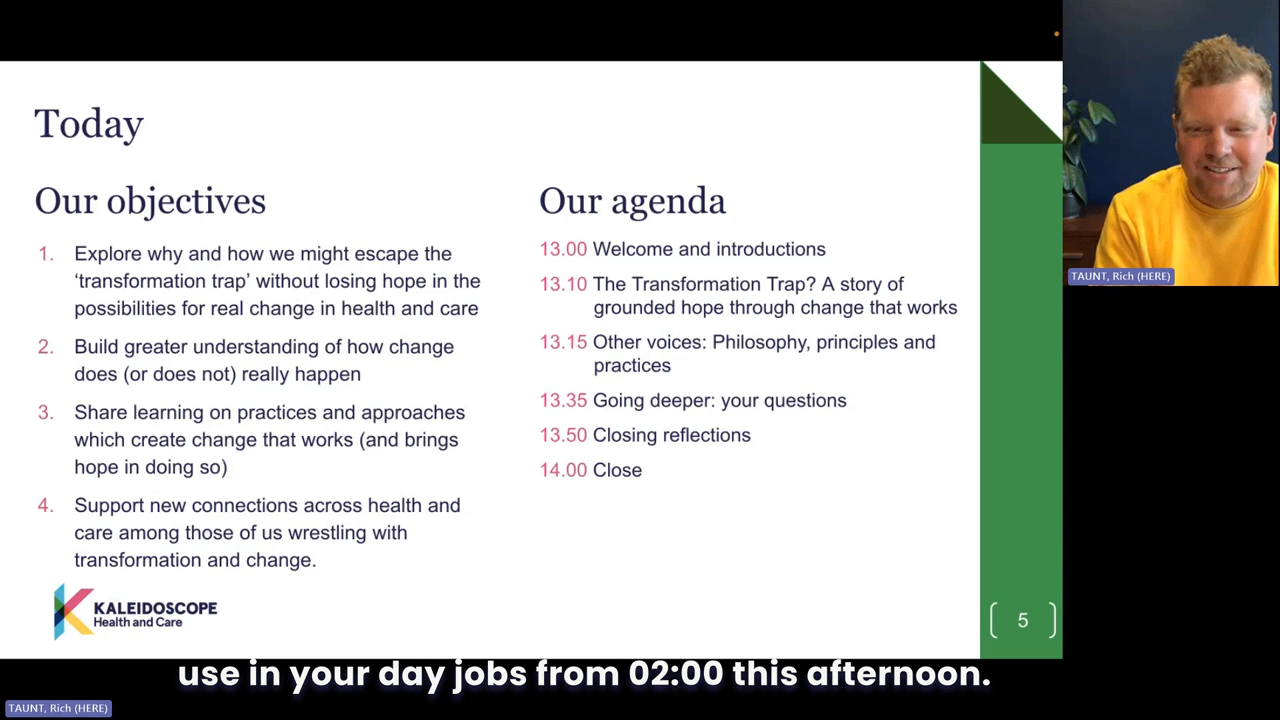 Today
Our objectives
1. Explore why and how we might escape the
‘transformation trap’ without losing hope in the
possibilities for real change in health and care
2. Build greater understanding of how change
does (or does not) really happen
3. Share learning on practices and approaches
which create change that works (and brings
hope in doing so)
4. Support new connections across health and
care among those of us wrestling with
transformation and change.
Our agenda
13.00 Welcome and introductions
13.10 The Transformation Trap? A story of
grounded hope through change that works
13.15 Other voices: Philosophy, principles and
practices
13.35 Going deeper: your questions
13.50 Closing reflections
14.00 Close
KALEIDOSCOPE
Health and Care
5
TAUNT, Rich (HERE)
use in your day jobs from 02:00 this afternoon.
TAUNT, Rich (HERE)